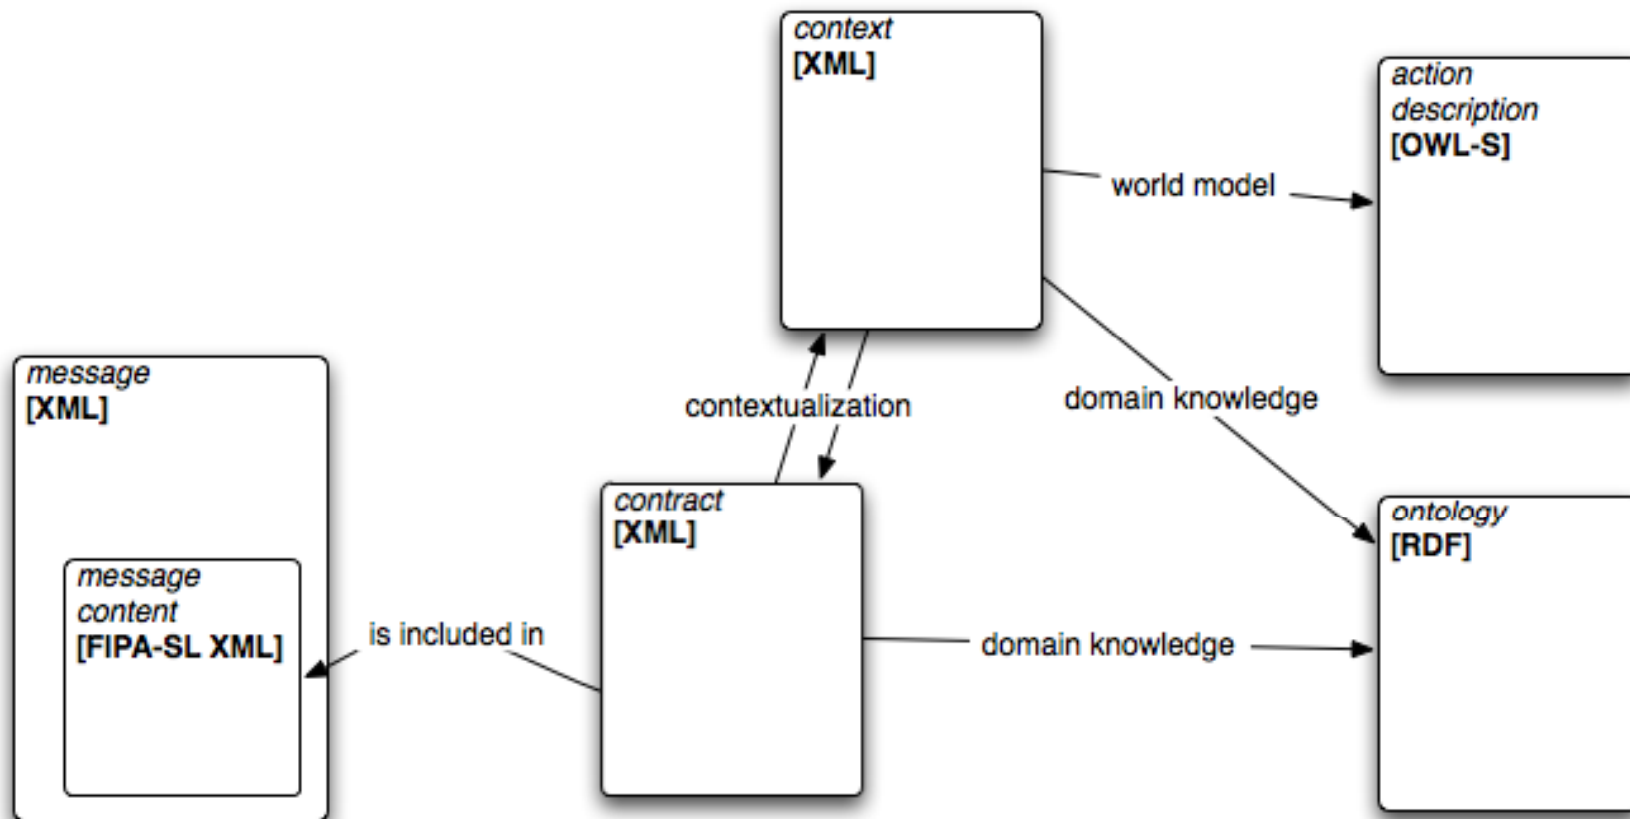 context
[XML]
action
description
[OWL-S]
world model
message
[XML]
contextualization
domain knowledge
contract
[XML]
ontology
[RDF]
message
content
[FIPA-SL XML]
is included in
domain knowledge